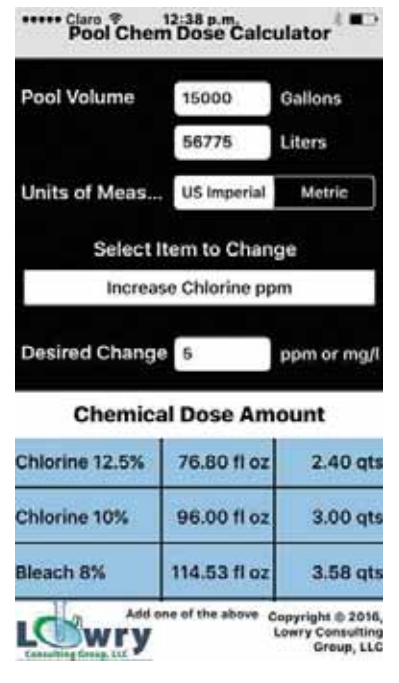 Claro 12:38 p.m.
Pool Chem Dose Calculator
Pool Volume 15000 Gallons
56775 Liters
Units of Meas... US Imperial Metric
Select Item to Change
Increase Chlorine ppm
Desired Change 5 ppm or mg/l
Chemical Dose Amount
Chlorine 12.5% 76.80 fl oz 2.40 qts
Chlorine 10% 96.00 fl oz 3.00 qts
Bleach 8% 114.53 fl oz 3.58 qts
Add one of the above
Copyright © 2016,
Lowry Consulting
Group, LLC
Lowry
Consulting Group, LLC